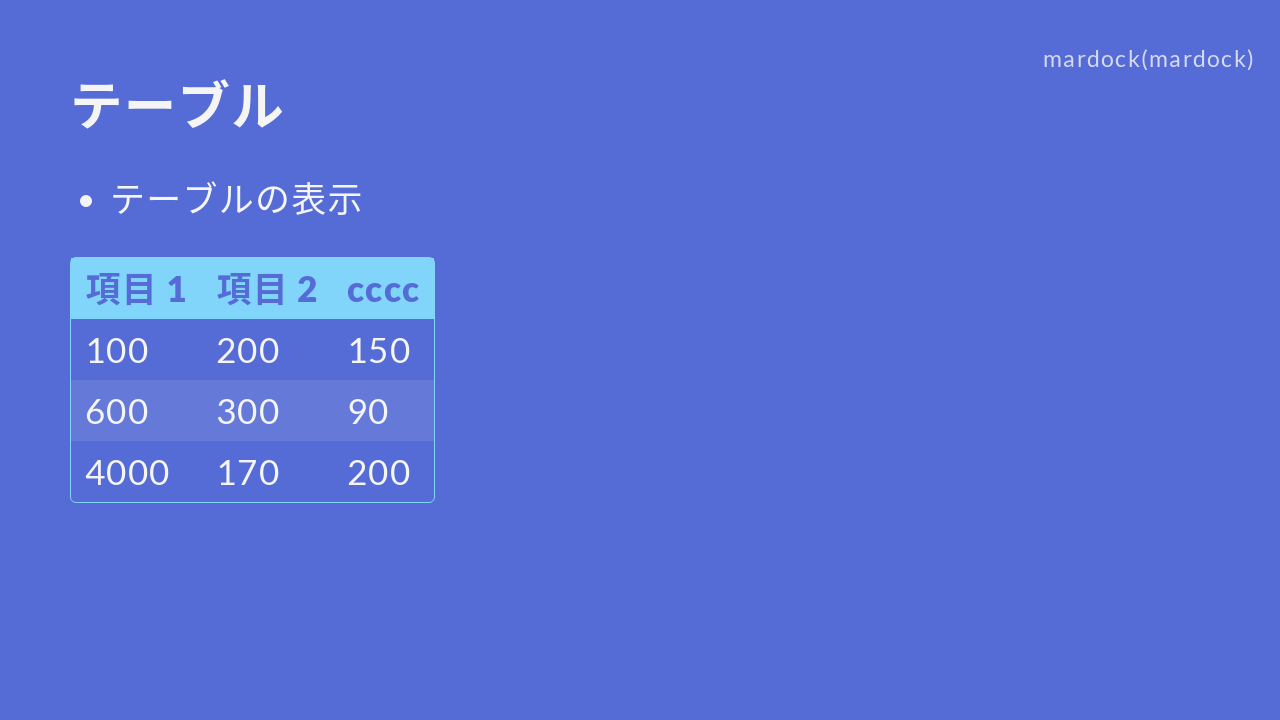 mardock(mardock)
テーブル
• テーブルの表示
項目 1 項目 2 cccc
100 200 150
600 300 90
4000 170 200